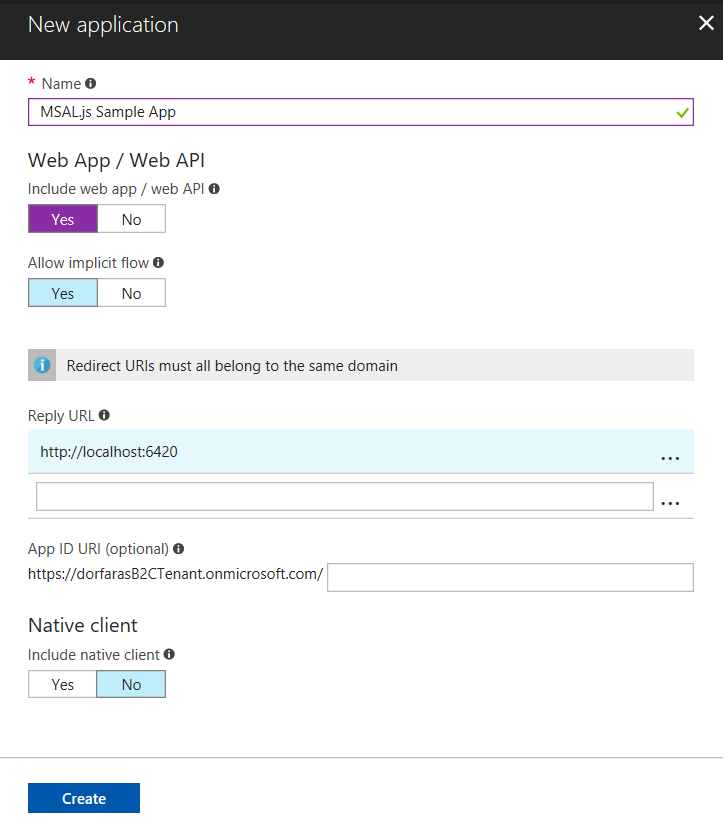 New application
* Name
MSAL.js Sample App
Web App / Web API
Include web app / web API
Yes No
Allow implicit flow
Yes No
Redirect URIs must all belong to the same domain
Reply URL
http://localhost:6420
...
...
App ID URI (optional)
https://dorfarasB2CTenant.onmicrosoft.com/
Native client
Include native client
Yes No
Create